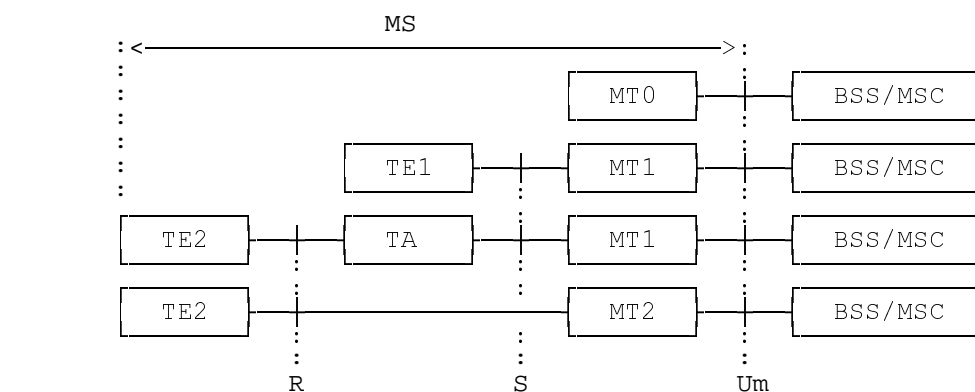 MS
MT0 BSS/MSC
TE1 MT1 BSS/MSC
TE2 TA MT1 BSS/MSC
TE2 MT2 BSS/MSC
R S Um